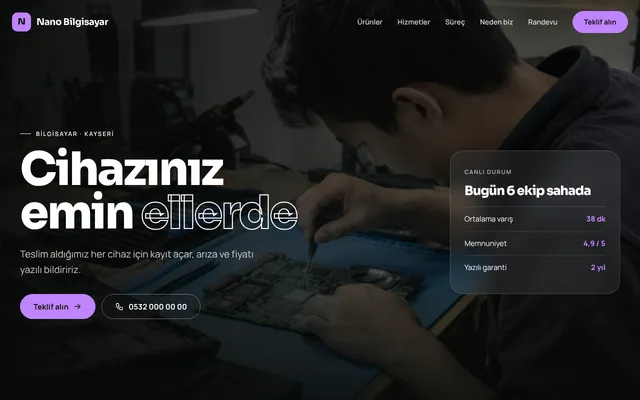 N Nano Bilgisayar
Ürünler Hizmetler Süreç Neden biz Randevu Teklif alın
BİLGİSAYAR · KAYSERİ
Cihazınız
emin ellerde
Teslim aldığımız her cihaz için kayıt açar, arıza ve fiyatı
yazılı bildiririz.
Teklif alın →
0532 000 00 00
CANLI DURUM
Bugün 6 ekip sahada
Ortalama varış 38 dk
Memnuniyet 4,9 / 5
Yazılı garanti 2 yıl